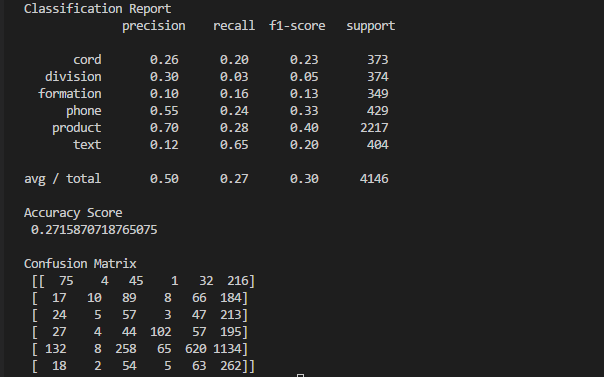 Classification Report
precision recall f1-score support
cord 0.26 0.20 0.23 373
division 0.30 0.03 0.05 374
formation 0.10 0.16 0.13 349
phone 0.55 0.24 0.33 429
product 0.70 0.28 0.40 2217
text 0.12 0.65 0.20 404
avg / total 0.50 0.27 0.30 4146
Accuracy Score
0.2715870718765075
Confusion Matrix
[[ 75 4 45 1 32 216]
[ 17 10 89 8 66 184]
[ 24 5 57 3 47 213]
[ 27 4 44 102 57 195]
[ 132 8 258 65 620 1134]
[ 18 2 54 5 63 262]]